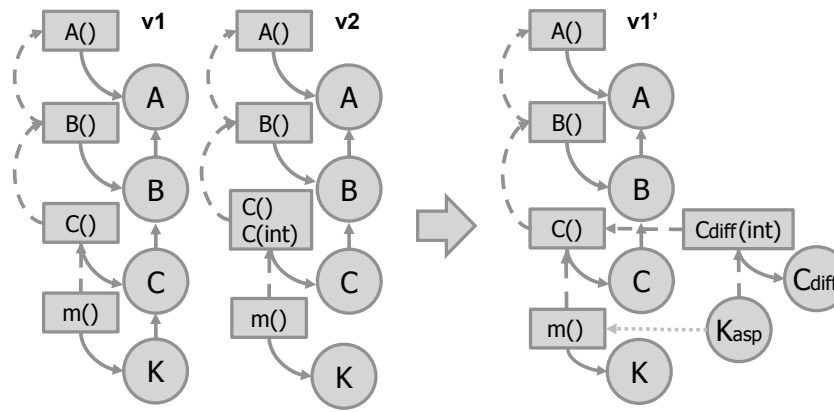 v1
A()
A
B()
B
C()
C
m()
K
v2
A()
A
B()
B
C()
C(int)
C
m()
K
v1’
A()
A
B()
B
C()
Cdiff(int)
C
Cdiff
m()
Kasp
K